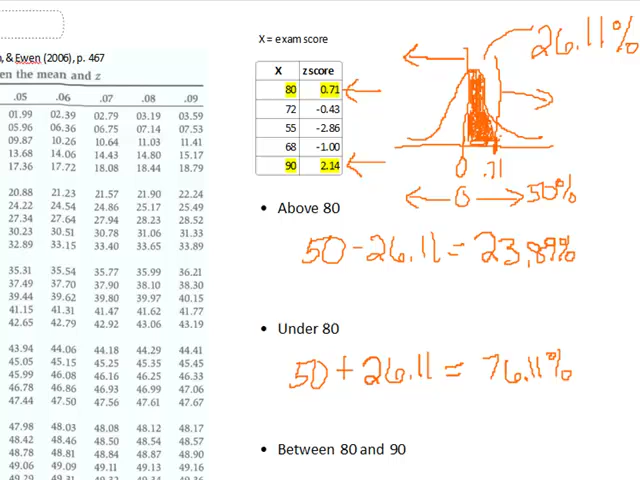 X = exam score
, & Ewen (2006), p. 467
en the mean and z
.05 .06 .07 .08 .09
01.99 02.39 02.79 03.19 03.59
05.96 06.36 06.75 07.14 07.53
09.87 10.26 10.64 11.03 11.41
13.68 14.06 14.43 14.80 15.17
17.36 17.72 18.08 18.44 18.79
20.88 21.23 21.57 21.90 22.24
24.22 24.54 24.86 25.17 25.49
27.34 27.64 27.94 28.23 28.52
30.23 30.51 30.78 31.06 31.33
32.89 33.15 33.40 33.65 33.89
35.31 35.54 35.77 35.99 36.21
37.49 37.70 37.90 38.10 38.30
39.44 39.62 39.80 39.97 40.15
41.15 41.31 41.47 41.62 41.77
42.65 42.79 42.92 43.06 43.19
43.94 44.06 44.18 44.29 44.41
45.05 45.15 45.25 45.35 45.45
45.99 46.08 46.16 46.25 46.33
46.78 46.86 46.93 46.99 47.06
47.44 47.50 47.56 47.61 47.67
47.98 48.03 48.08 48.12 48.17
48.42 48.46 48.50 48.54 48.57
48.78 48.81 48.84 48.87 48.90
49.06 49.09 49.11 49.13 49.16
X z score
80 0.71
72 -0.43
55 -2.86
68 -1.00
90 2.14
26.11%
0 .71
0 50%
• Above 80
50 - 26.11 = 23.89%
• Under 80
50 + 26.11 = 76.11%
• Between 80 and 90